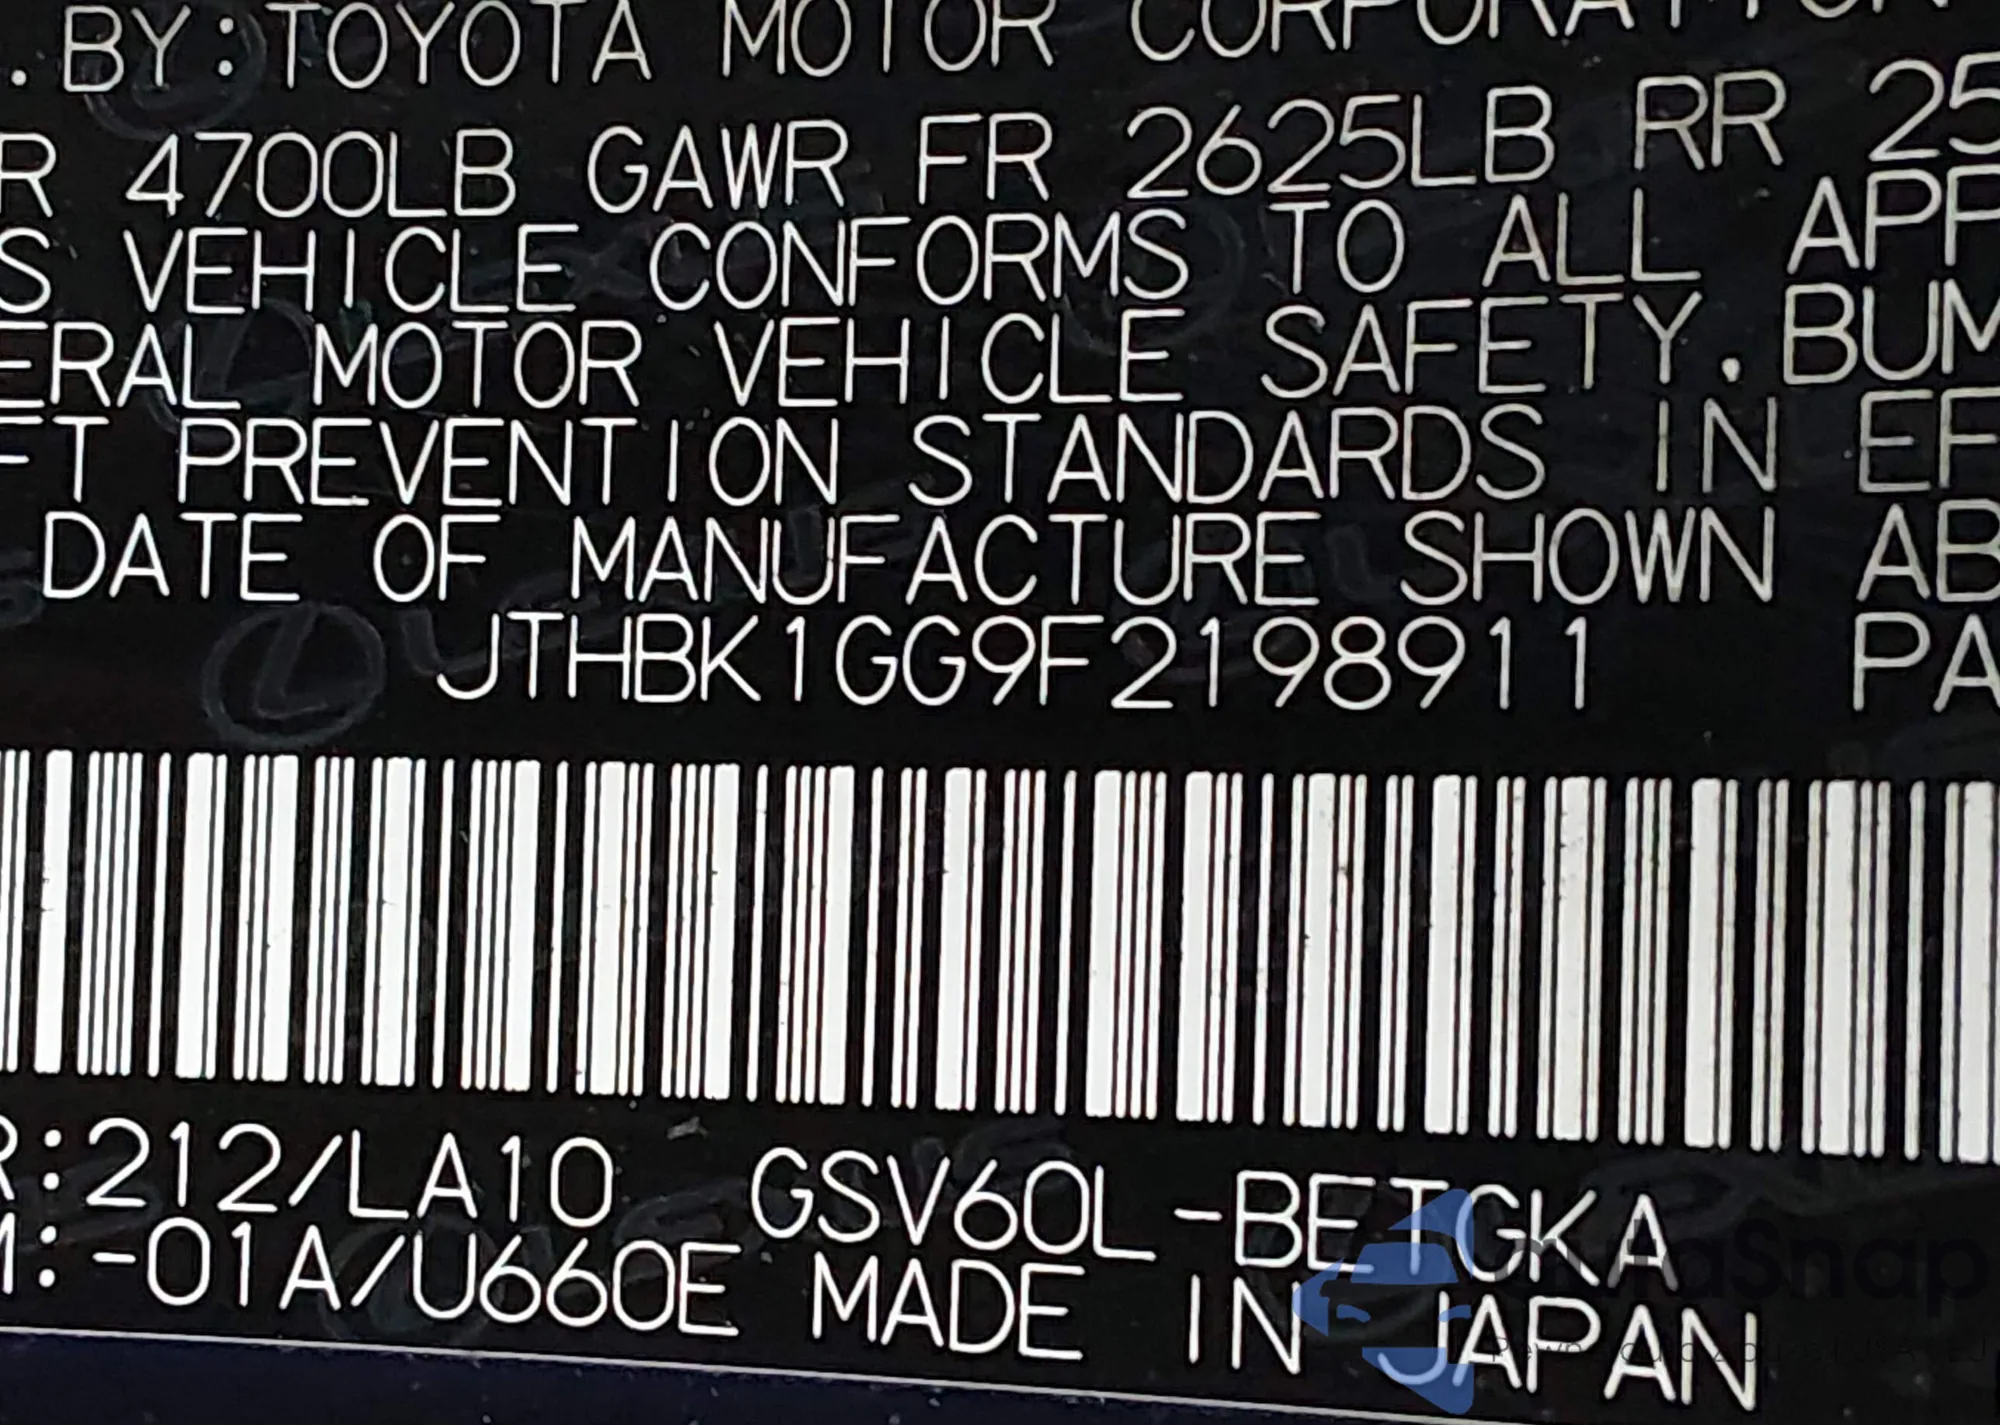 . BY:TOYOTA MOTOR CORPORATION
R 4700LB GAWR FR 2625LB RR 25
S VEHICLE CONFORMS TO ALL APP
ERAL MOTOR VEHICLE SAFETY.BUM
FT PREVENTION STANDARDS IN EF
DATE OF MANUFACTURE SHOWN AB
JTHBK1GG9F2198911 PA
R:212/LA10 GSV60L-BETGKA
M:-01A/U660E MADE IN JAPAN
autaSnap